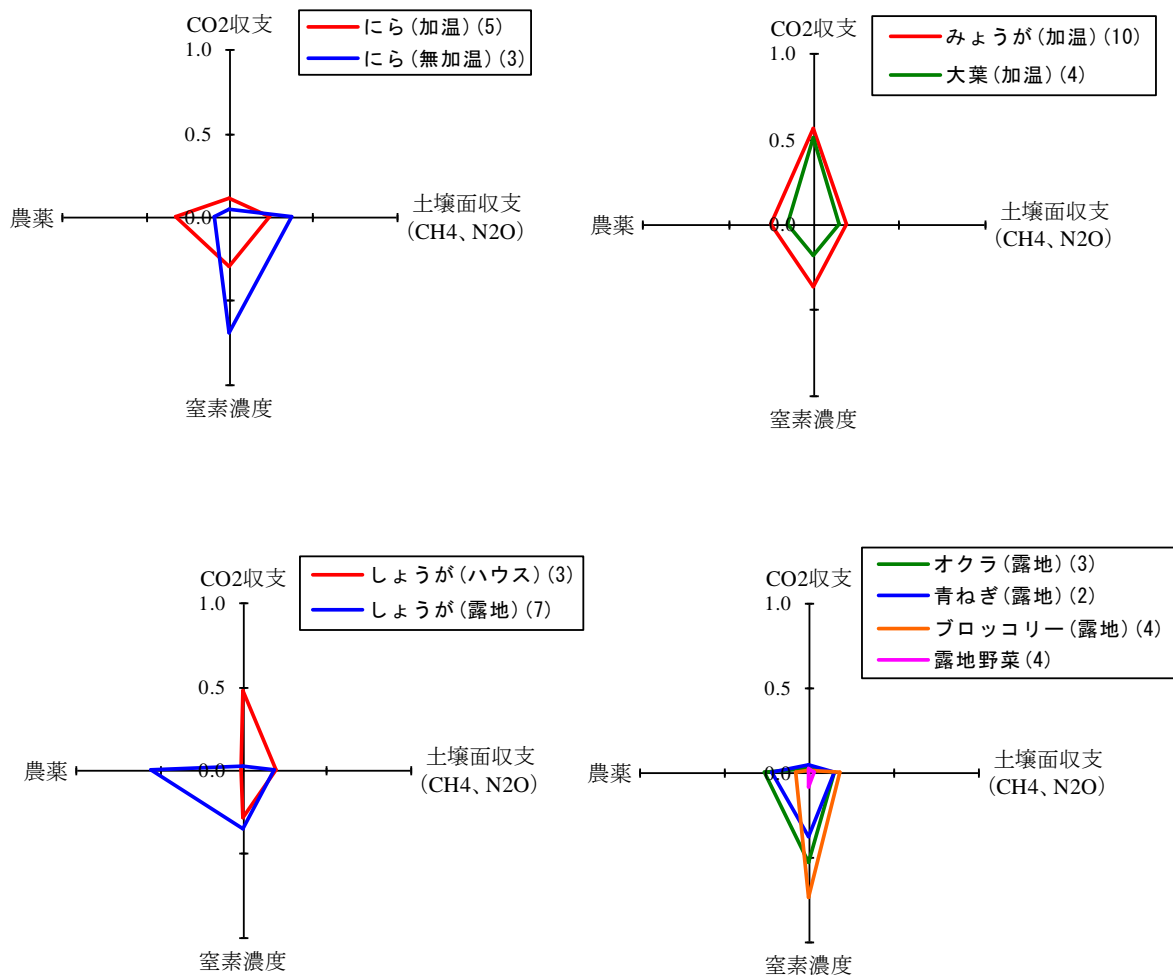 CO2収支
にら(加温)(5)
にら(無加温)(3)
1.0
0.5
0.0
農薬
土壌面収支
(CH4、N2O)
窒素濃度
CO2収支
みょうが(加温)(10)
大葉(加温)(4)
1.0
0.5
0.0
農薬
土壌面収支
(CH4、N2O)
窒素濃度
CO2収支
しょうが(ハウス)(3)
しょうが(露地)(7)
1.0
0.5
0.0
農薬
土壌面収支
(CH4、N2O)
窒素濃度
CO2収支
オクラ(露地)(3)
青ねぎ(露地)(2)
ブロッコリー(露地)(4)
露地野菜(4)
1.0
0.5
0.0
農薬
土壌面収支
(CH4、N2O)
窒素濃度